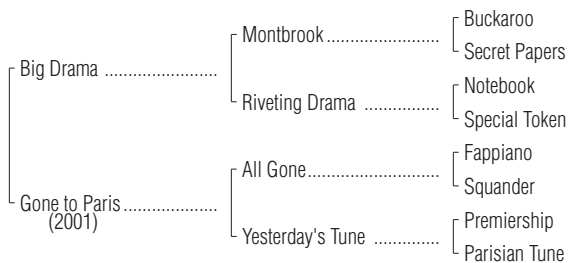 Buckaroo
Montbrook
Secret Papers
Big Drama
Notebook
Riveting Drama
Special Token
Fappiano
All Gone
Squander
Gone to Paris
(2001)
Premiership
Yesterday's Tune
Parisian Tune